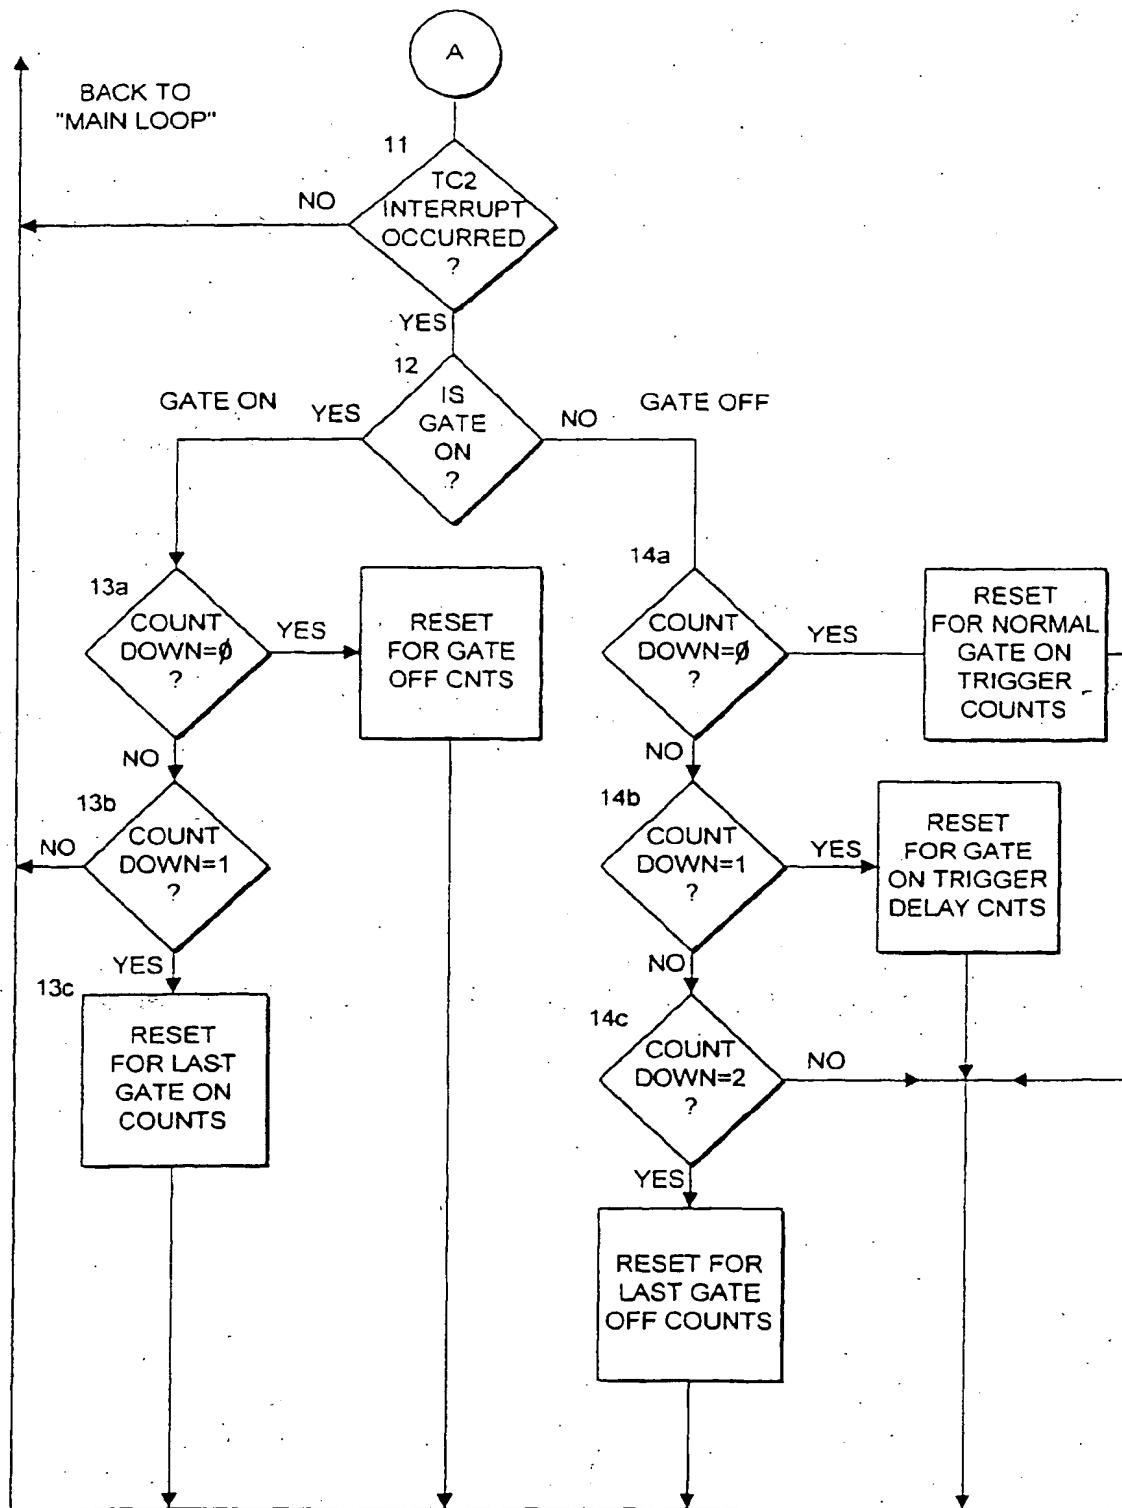 A
BACK TO
"MAIN LOOP"
11
TC2
INTERRUPT
OCCURRED
?
NO
YES
12
IS
GATE
ON
?
GATE ON
YES
NO
GATE OFF
13a
COUNT
DOWN=Ø
?
YES
RESET
FOR GATE
OFF CNTS
14a
COUNT
DOWN=Ø
?
YES
RESET
FOR NORMAL
GATE ON
TRIGGER
COUNTS
NO
NO
13b
COUNT
DOWN=1
?
NO
14b
COUNT
DOWN=1
?
YES
RESET
FOR GATE
ON TRIGGER
DELAY CNTS
YES
NO
13c
RESET
FOR LAST
GATE ON
COUNTS
14c
COUNT
DOWN=2
?
NO
YES
RESET FOR
LAST GATE
OFF COUNTS